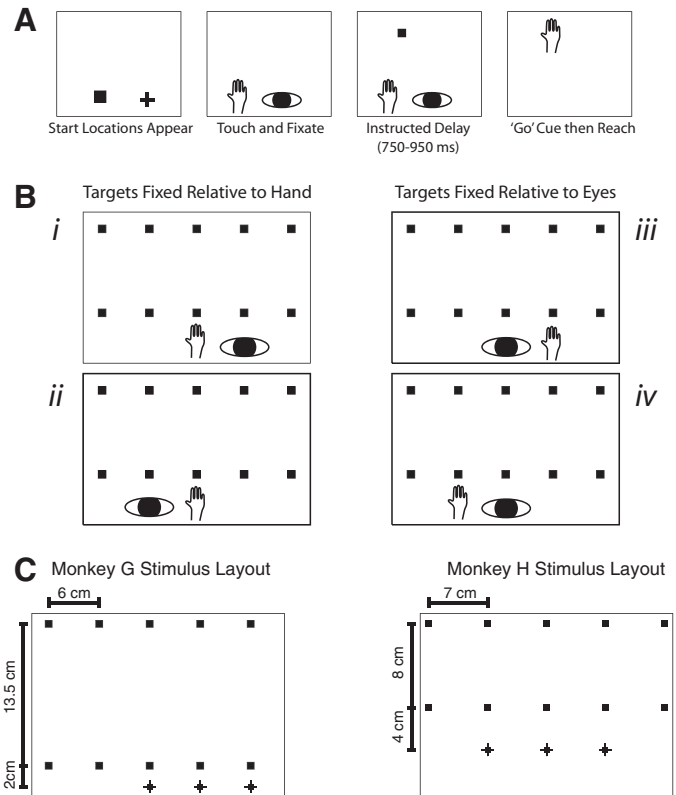 A
Start Locations Appear
Touch and Fixate
Instructed Delay
(750-950 ms)
'Go' Cue then Reach
B
Targets Fixed Relative to Hand
Targets Fixed Relative to Eyes
i
iii
ii
iv
C
Monkey G Stimulus Layout
Monkey H Stimulus Layout
6 cm
7 cm
13.5 cm
8 cm
4 cm
2cm